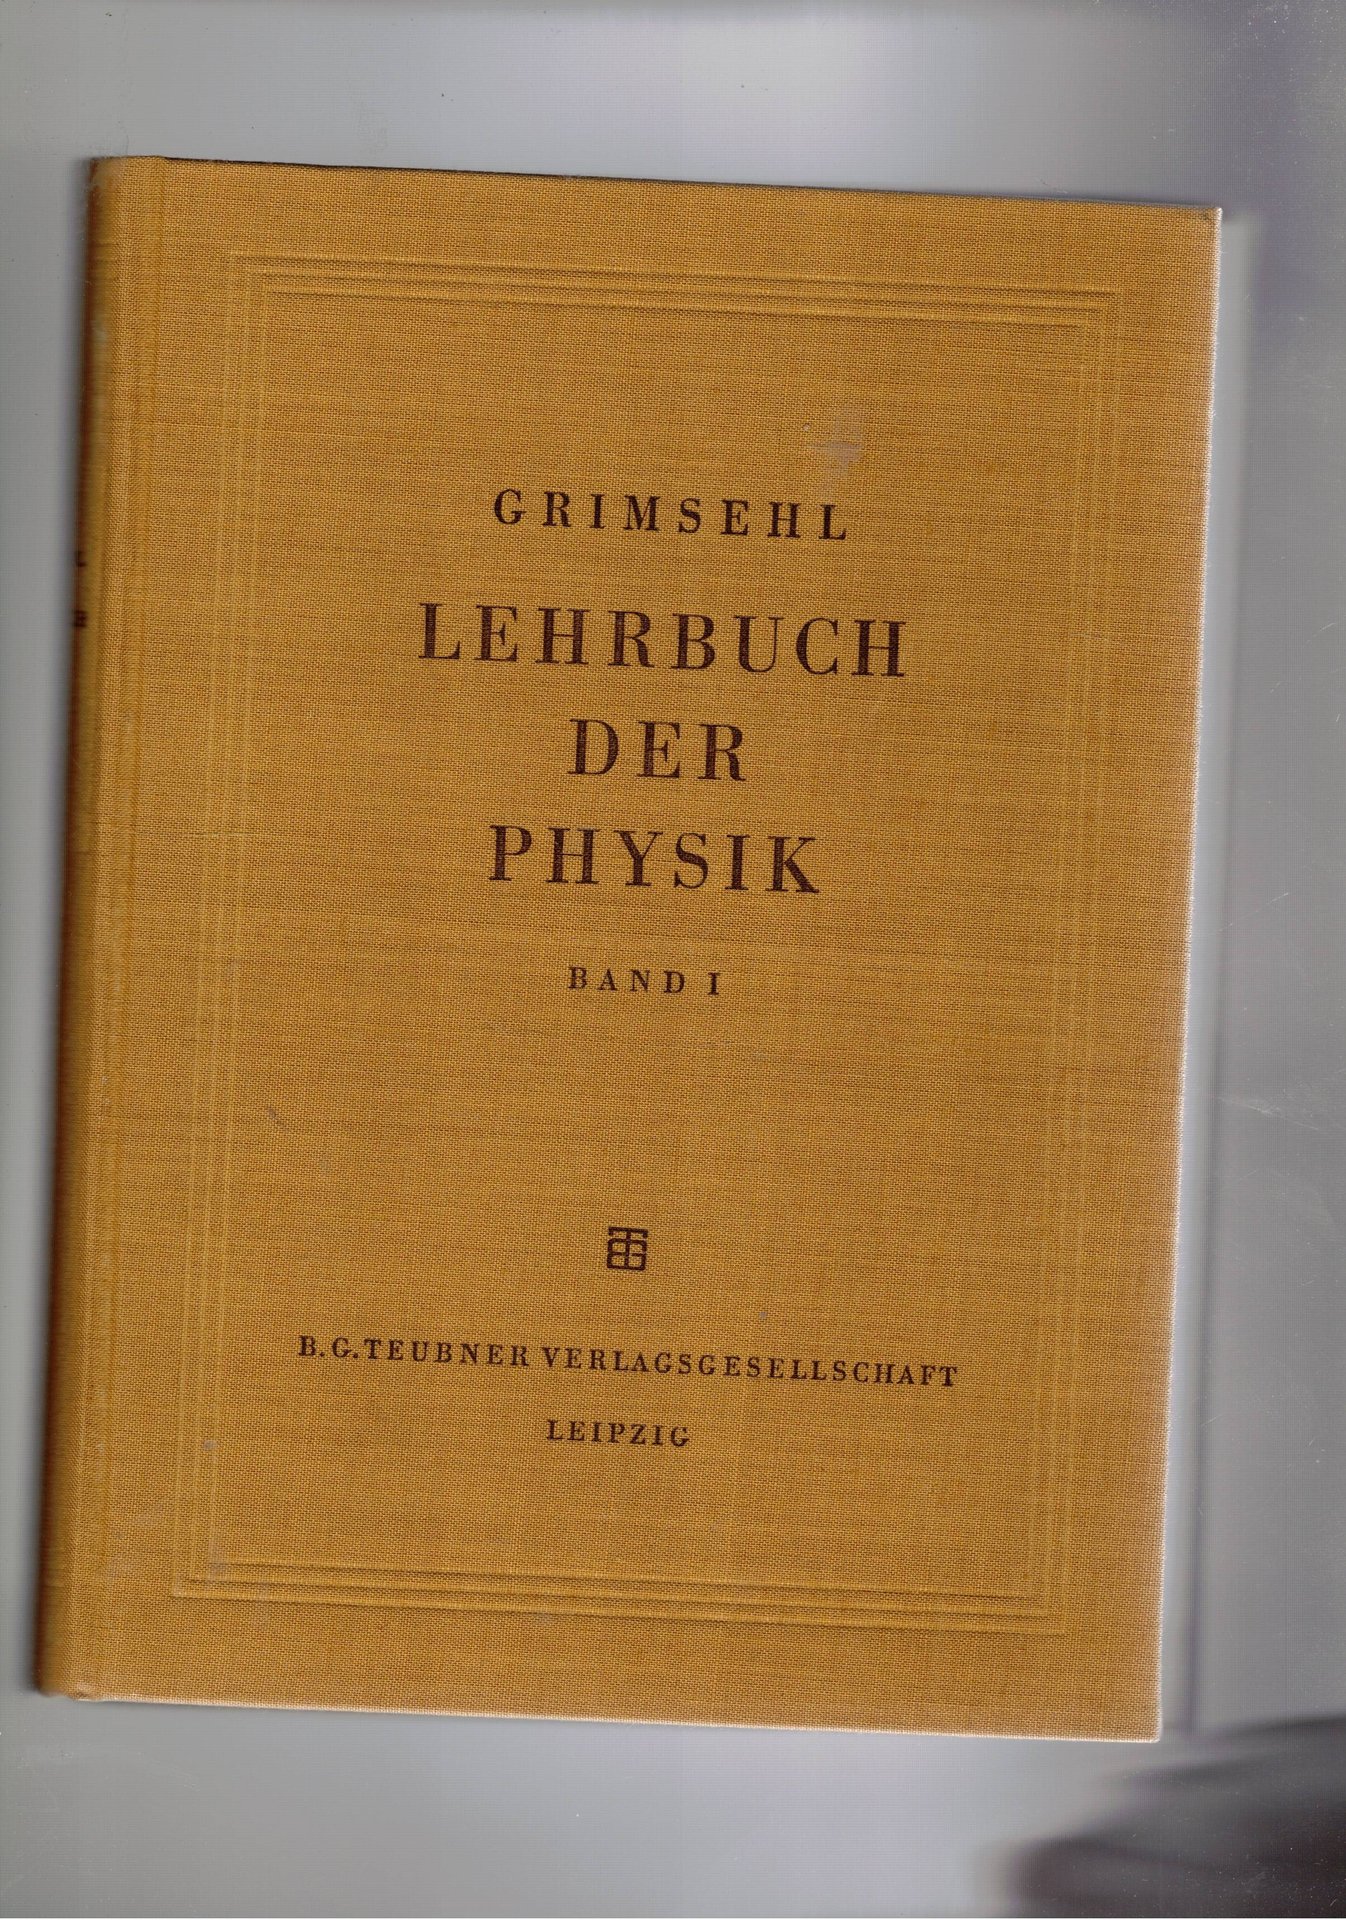 GRIMSEHL
LEHRBUCH
DER
PHYSIK
BAND I
B.G.TEUBNER VERLAGSGESELLSCHAFT
LEIPZIG